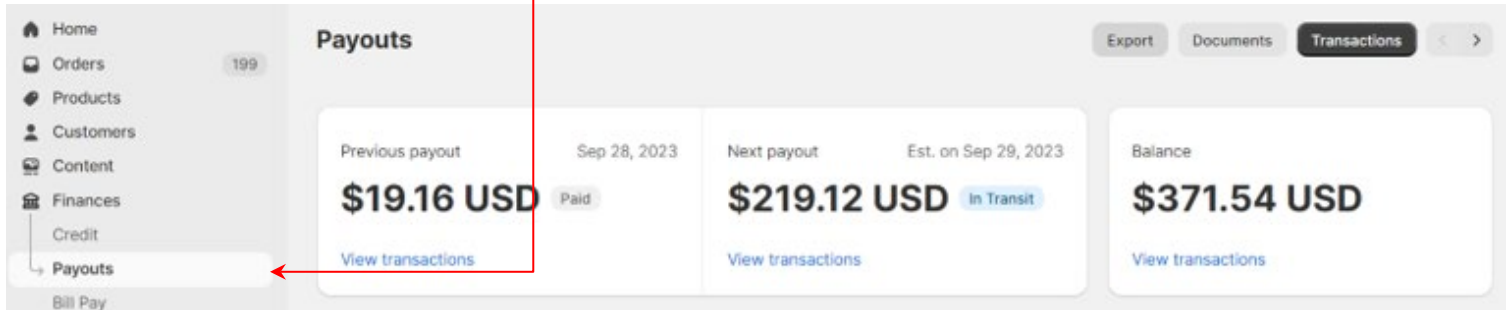 Home
Orders 199
Products
Customers
Content
Finances
Credit
Payouts
Bill Pay
Payouts
Export Documents Transactions
Previous payout Sep 28, 2023
$19.16 USD Paid
View transactions
Next payout Est. on Sep 29, 2023
$219.12 USD In Transit
View transactions
Balance
$371.54 USD
View transactions